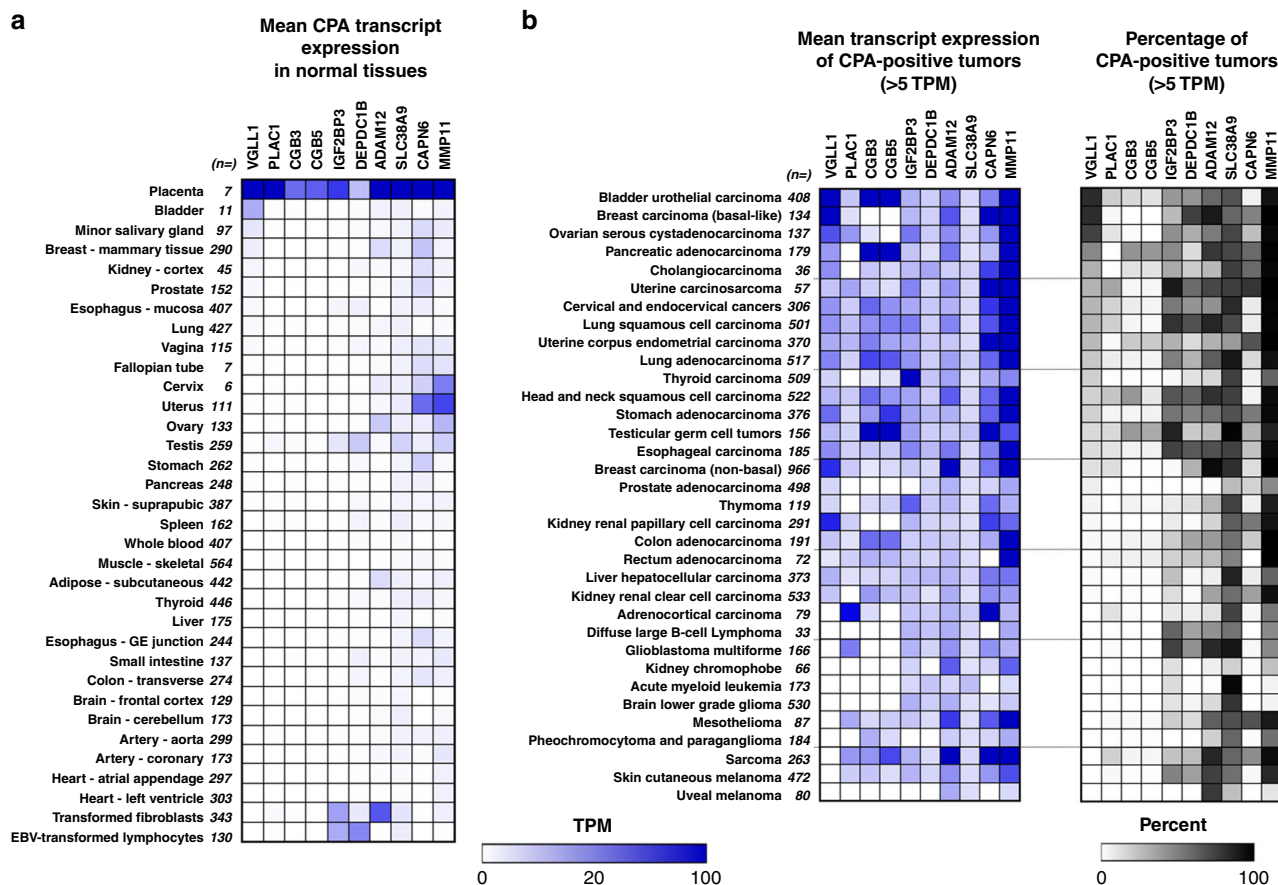 a
Mean CPA transcript
expression
in normal tissues
(n=)
VGLL1
PLAC1
CGB3
CGB5
IGF2BP3
DEPDC1B
ADAM12
SLC38A9
CAPN6
MMP11
Placenta 7
Bladder 11
Minor salivary gland 97
Breast - mammary tissue 290
Kidney - cortex 45
Prostate 152
Esophagus - mucosa 407
Lung 427
Vagina 115
Fallopian tube 7
Cervix 6
Uterus 111
Ovary 133
Testis 259
Stomach 262
Pancreas 248
Skin - suprapubic 387
Spleen 162
Whole blood 407
Muscle - skeletal 564
Adipose - subcutaneous 442
Thyroid 446
Liver 175
Esophagus - GE junction 244
Small intestine 137
Colon - transverse 274
Brain - frontal cortex 129
Brain - cerebellum 173
Artery - aorta 299
Artery - coronary 173
Heart - atrial appendage 297
Heart - left ventricle 303
Transformed fibroblasts 343
EBV-transformed lymphocytes 130
b
Mean transcript expression
of CPA-positive tumors
(>5 TPM)
(n=)
VGLL1
PLAC1
CGB3
CGB5
IGF2BP3
DEPDC1B
ADAM12
SLC38A9
CAPN6
MMP11
Bladder urothelial carcinoma 408
Breast carcinoma (basal-like) 134
Ovarian serous cystadenocarcinoma 137
Pancreatic adenocarcinoma 179
Cholangiocarcinoma 36
Uterine carcinosarcoma 57
Cervical and endocervical cancers 306
Lung squamous cell carcinoma 501
Uterine corpus endometrial carcinoma 370
Lung adenocarcinoma 517
Thyroid carcinoma 509
Head and neck squamous cell carcinoma 522
Stomach adenocarcinoma 376
Testicular germ cell tumors 156
Esophageal carcinoma 185
Breast carcinoma (non-basal) 966
Prostate adenocarcinoma 498
Thymoma 119
Kidney renal papillary cell carcinoma 291
Colon adenocarcinoma 191
Rectum adenocarcinoma 72
Liver hepatocellular carcinoma 373
Kidney renal clear cell carcinoma 533
Adrenocortical carcinoma 79
Diffuse large B-cell Lymphoma 33
Glioblastoma multiforme 166
Kidney chromophobe 66
Acute myeloid leukemia 173
Brain lower grade glioma 530
Mesothelioma 87
Pheochromocytoma and paraganglioma 184
Sarcoma 263
Skin cutaneous melanoma 472
Uveal melanoma 80
Percentage of
CPA-positive tumors
(>5 TPM)
VGLL1
PLAC1
CGB3
CGB5
IGF2BP3
DEPDC1B
ADAM12
SLC38A9
CAPN6
MMP11
TPM
0 20 100
Percent
0 100